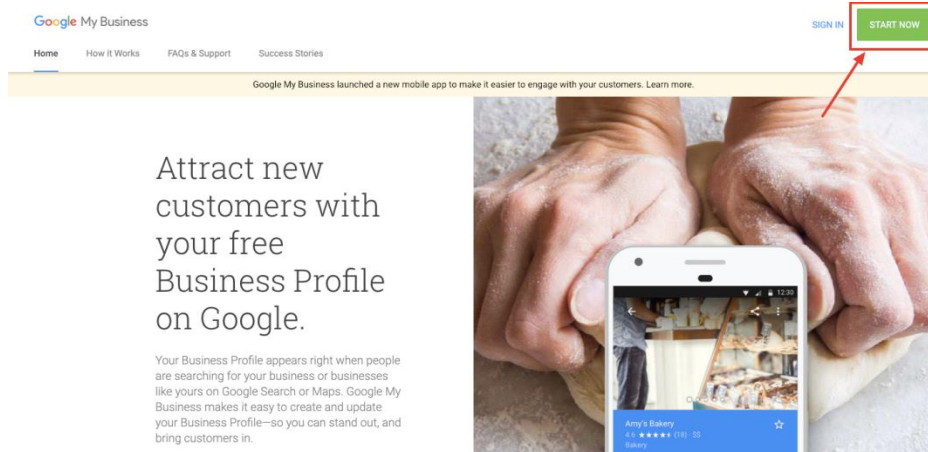 Google My Business
SIGN IN
START NOW
Home
How it Works
FAQs & Support
Success Stories
Google My Business launched a new mobile app to make it easier to engage with your customers. Learn more.
Attract new
customers with
your free
Business Profile
on Google.
Your Business Profile appears right when people
are searching for your business or businesses
like yours on Google Search or Maps. Google My
Business makes it easy to create and update
your Business Profile—so you can stand out, and
bring customers in.
12:30
Amy's Bakery
4.6 ★★★★★ (18) · $$
Bakery